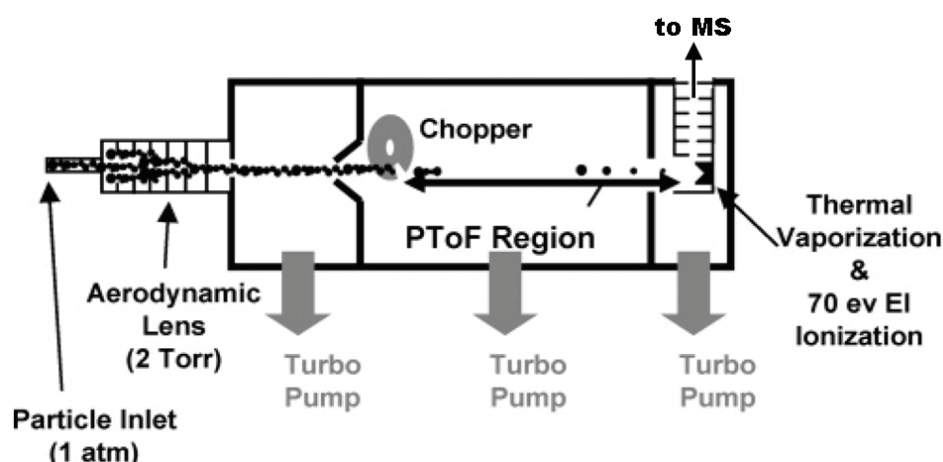 to MS
Chopper
PToF Region
Thermal
Vaporization
&
70 ev EI
Ionization
Aerodynamic
Lens
(2 Torr)
Particle Inlet
(1 atm)
Turbo
Pump
Turbo
Pump
Turbo
Pump